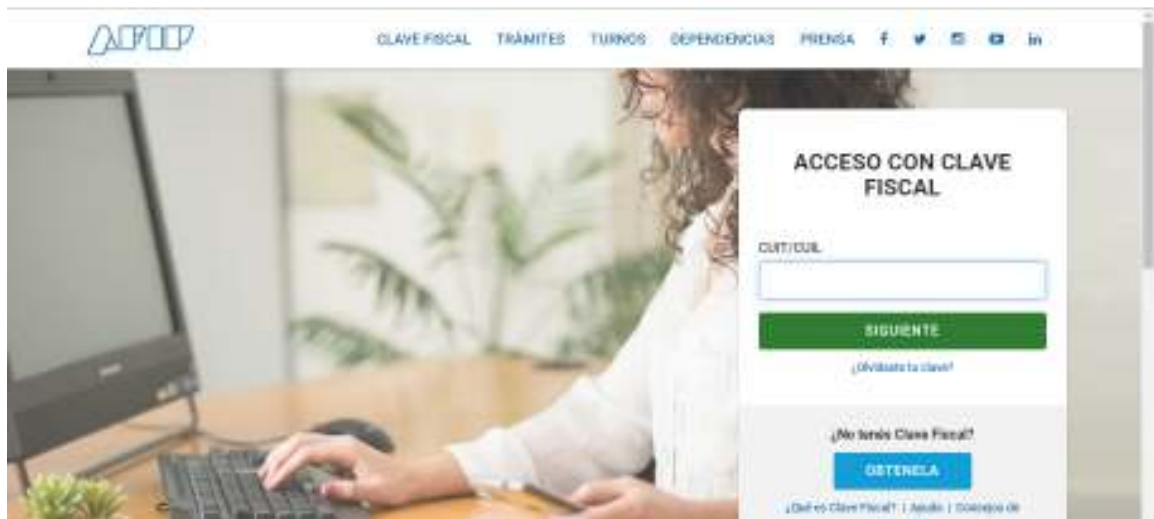 AFIP
CLAVE FISCAL TRÁMITES TURNOS DEPENDENCIAS PRENSA f in
ACCESO CON CLAVE
FISCAL
CUIT/CUIL
SIGUIENTE
¿Olvidaste tu clave?
¿No tenés Clave Fiscal?
OBTENELA
¿Qué es Clave Fiscal? | Ayuda | Consejos de